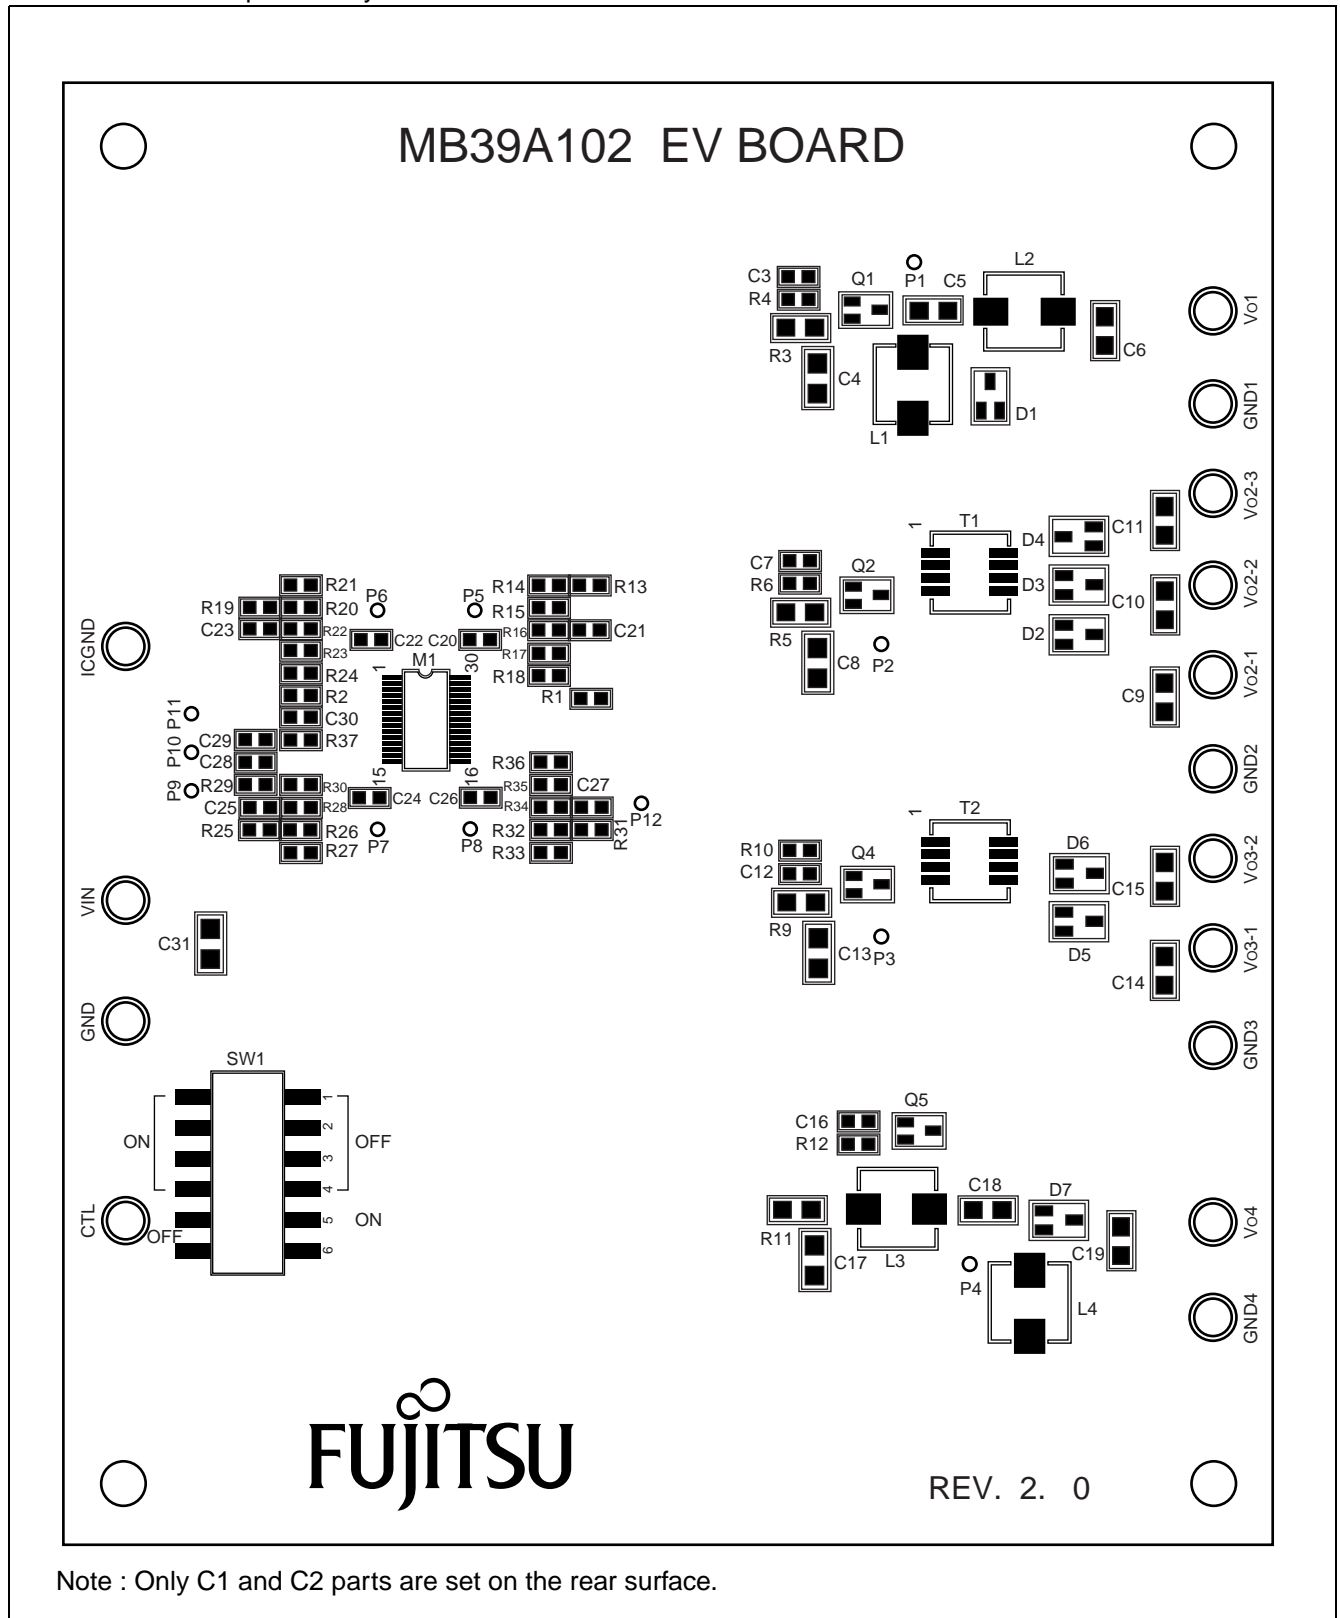 MB39A102 EV BOARD
C3
R4
R3
C4
Q1
P1
C5
L2
C6
L1
D1
Vo1
GND1
Vo2-3
Vo2-2
Vo2-1
GND2
C7
R6
R5
C8
Q2
P2
1
T1
D4
D3
D2
C11
C10
C9
R21
R19
R20
C23
R22
R23
R24
R2
C30
C29
R37
C28
R29
R30
C25
R28
R25
R26
R27
P6
P5
C22
C20
M1
1
30
15
16
C24
C26
P7
P8
R14
R13
R15
R16
C21
R17
R18
R1
R36
R35
C27
R34
R32
R31
R33
P12
ICGND
P11
P10
P9
VIN
C31
GND
R10
C12
R9
C13
Q4
P3
1
T2
D6
D5
C15
C14
Vo3-2
Vo3-1
GND3
SW1
ON
OFF
1
2
3
4
5
6
ON
OFF
CTL
C16
R12
Q5
R11
C17
L3
C18
D7
C19
P4
L4
Vo4
GND4
FUJITSU
REV. 2. 0
Note : Only C1 and C2 parts are set on the rear surface.